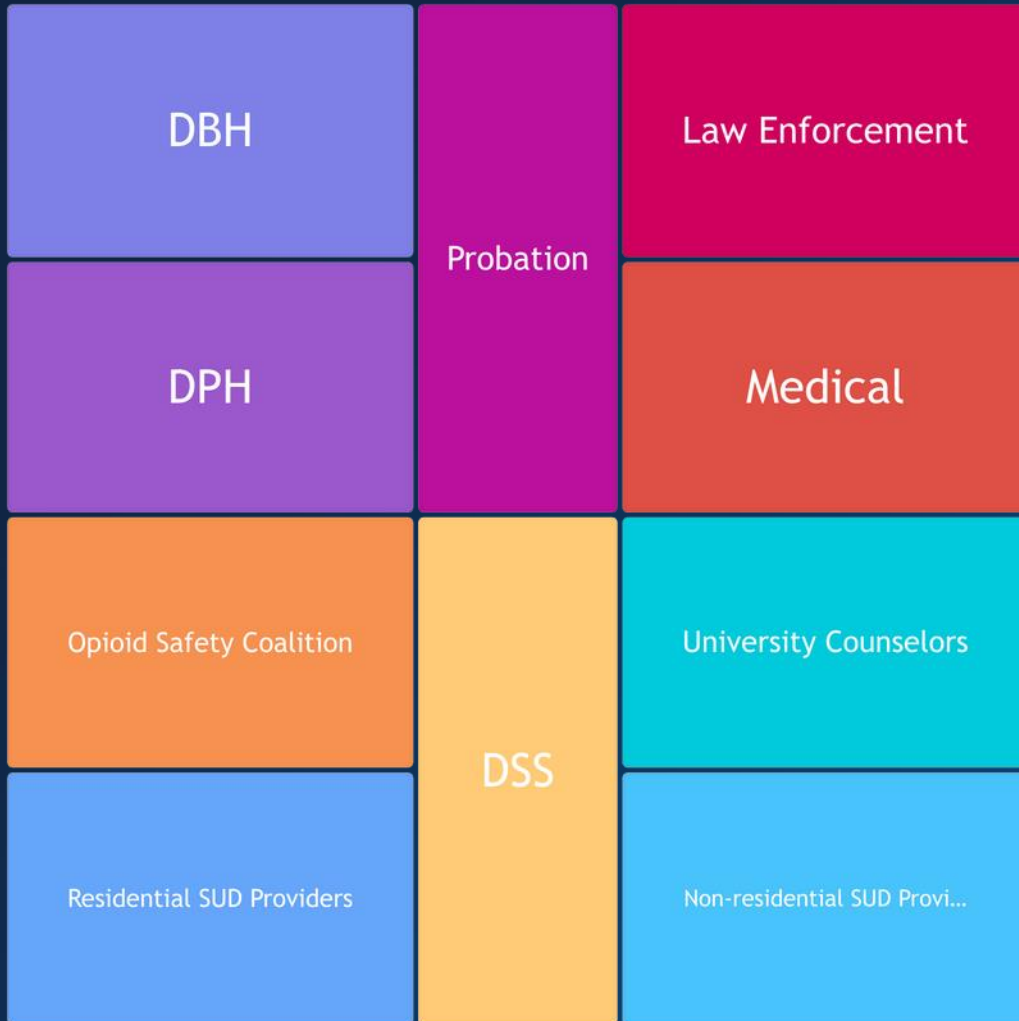 DBH
Probation
Law Enforcement
DPH
Medical
Opioid Safety Coalition
DSS
University Counselors
Residential SUD Providers
Non-residential SUD Provi...